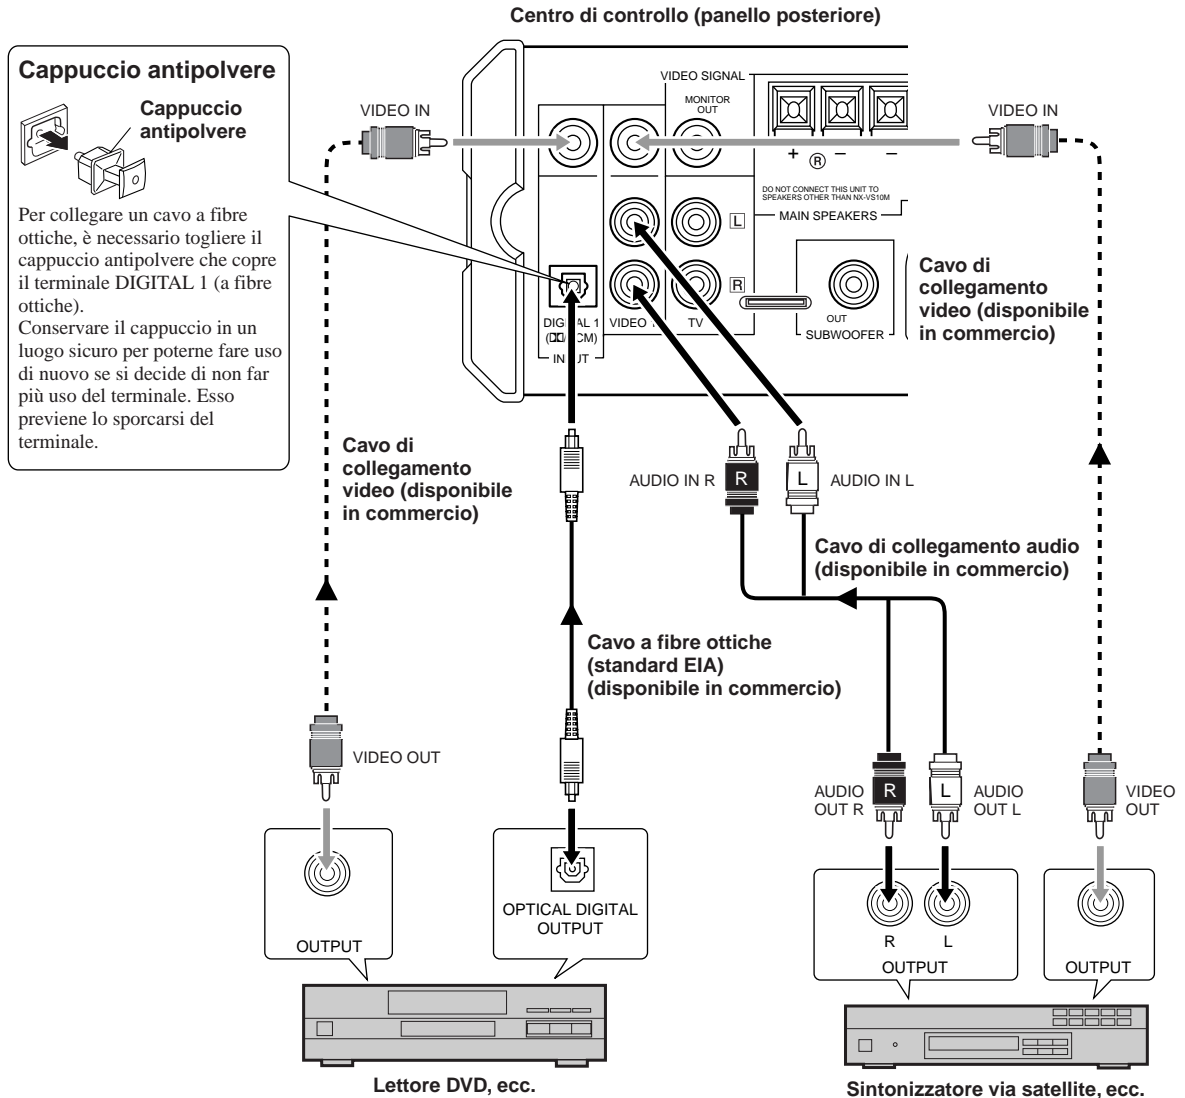 Centro di controllo (panello posteriore)
Cappuccio antipolvere
Cappuccio
antipolvere
Per collegare un cavo a fibre
ottiche, è necessario togliere il
cappuccio antipolvere che copre
il terminale DIGITAL 1 (a fibre
ottiche).
Conservare il cappuccio in un
luogo sicuro per poterne fare uso
di nuovo se si decide di non far
più uso del terminale. Esso
previene lo sporcarsi del
terminale.
VIDEO IN
VIDEO SIGNAL
MONITOR
OUT
VIDEO IN
+ R – –
DO NOT CONNECT THIS UNIT TO
SPEAKERS OTHER THAN NX-VS10M
MAIN SPEAKERS
L
R
VIDEO
TV
OUT
SUBWOOFER
Cavo di
collegamento
video (disponibile
in commercio)
Cavo di
collegamento
video (disponibile
in commercio)
AUDIO IN R
R
L
AUDIO IN L
Cavo di collegamento audio
(disponibile in commercio)
Cavo a fibre ottiche
(standard EIA)
(disponibile in commercio)
VIDEO OUT
AUDIO
OUT R
R
L
AUDIO
OUT L
VIDEO
OUT
OUTPUT
OPTICAL DIGITAL
OUTPUT
R
L
OUTPUT
OUTPUT
Lettore DVD, ecc.
Sintonizzatore via satellite, ecc.